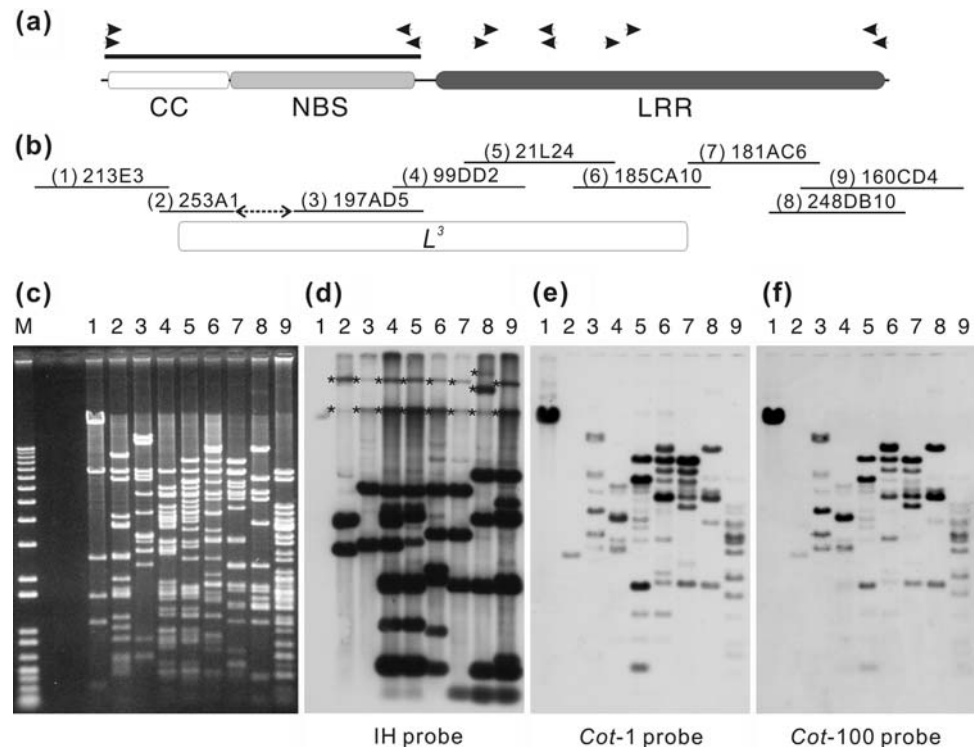 (a)
CC NBS LRR
(b)
(5) 21L24 (7) 181AC6
(1) 213E3 (4) 99DD2 (6) 185CA10 (9) 160CD4
(2) 253A1 (3) 197AD5 (8) 248DB10
L³
(c) (d) (e) (f)
M 1 2 3 4 5 6 7 8 9 1 2 3 4 5 6 7 8 9 1 2 3 4 5 6 7 8 9 1 2 3 4 5 6 7 8 9
IH probe Cot-1 probe Cot-100 probe